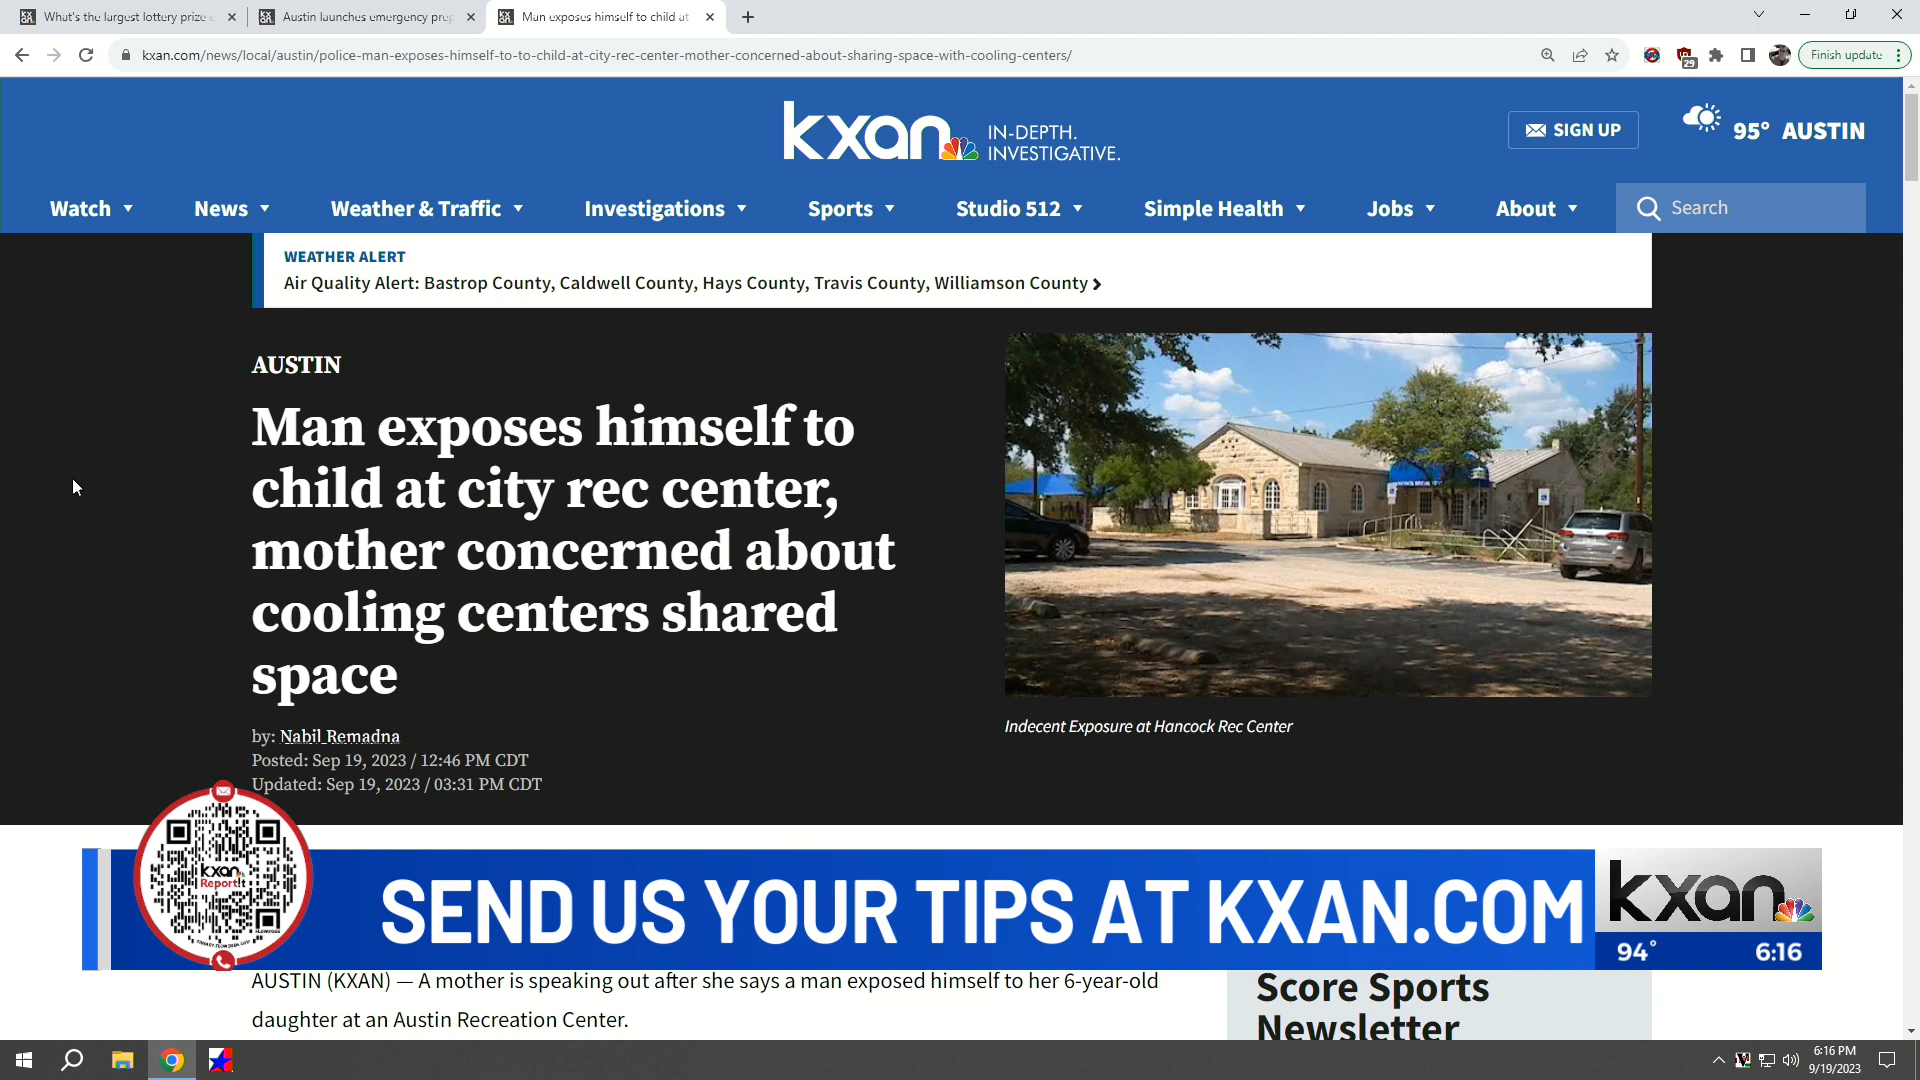 What's the largest lottery prize
Austin launches emergency prep
Man exposes himself to child at
kxan.com/news/local/austin/police-man-exposes-himself-to-to-child-at-city-rec-center-mother-concerned-about-sharing-space-with-cooling-centers/
29
Finish update
kxan
IN-DEPTH.
INVESTIGATIVE.
SIGN UP
95° AUSTIN
Watch
News
Weather & Traffic
Investigations
Sports
Studio 512
Simple Health
Jobs
About
Search
WEATHER ALERT
Air Quality Alert: Bastrop County, Caldwell County, Hays County, Travis County, Williamson County
AUSTIN
Man exposes himself to
child at city rec center,
mother concerned about
cooling centers shared
space
by: Nabil Remadna
Posted: Sep 19, 2023 / 12:46 PM CDT
Updated: Sep 19, 2023 / 03:31 PM CDT
Indecent Exposure at Hancock Rec Center
kxan
Report it
SEND US YOUR TIPS AT KXAN.COM
kxan
94° 6:16
AUSTIN (KXAN) — A mother is speaking out after she says a man exposed himself to her 6-year-old
daughter at an Austin Recreation Center.
Score Sports
Newsletter
6:16 PM
9/19/2023